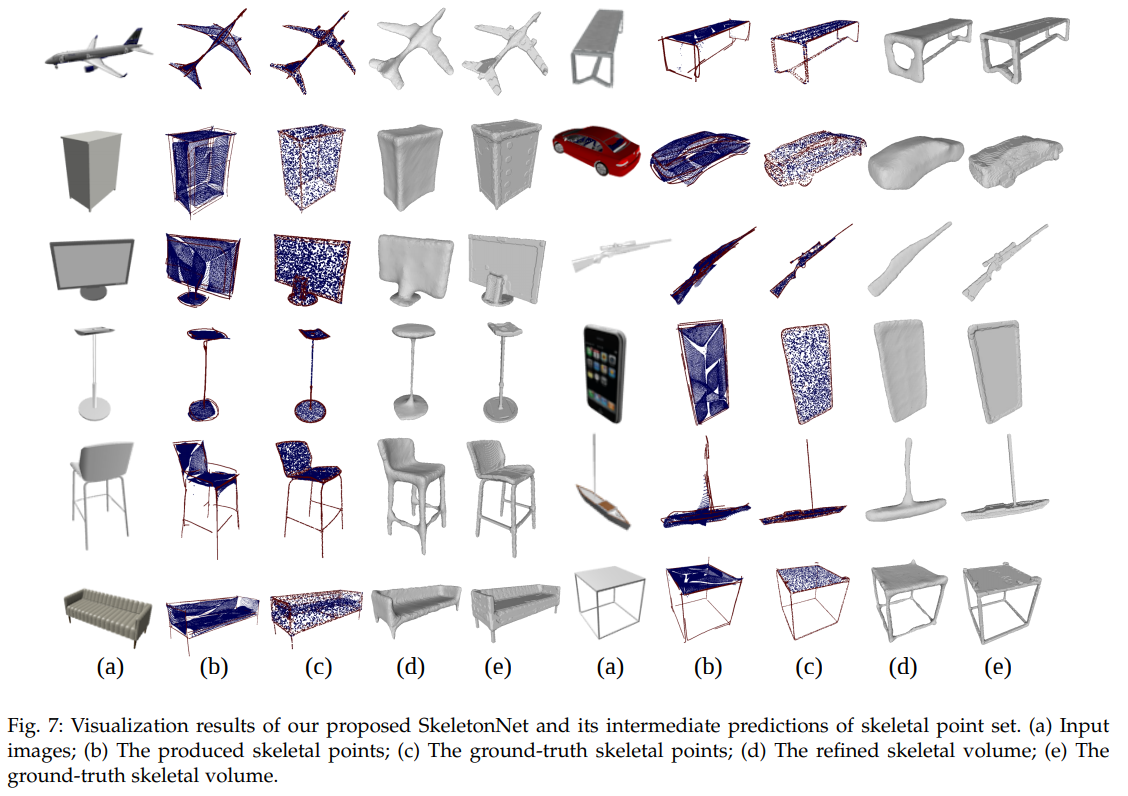 (a) (b) (c) (d) (e) (a) (b) (c) (d) (e)
Fig. 7: Visualization results of our proposed SkeletonNet and its intermediate predictions of skeletal point set. (a) Input
images; (b) The produced skeletal points; (c) The ground-truth skeletal points; (d) The refined skeletal volume; (e) The
ground-truth skeletal volume.